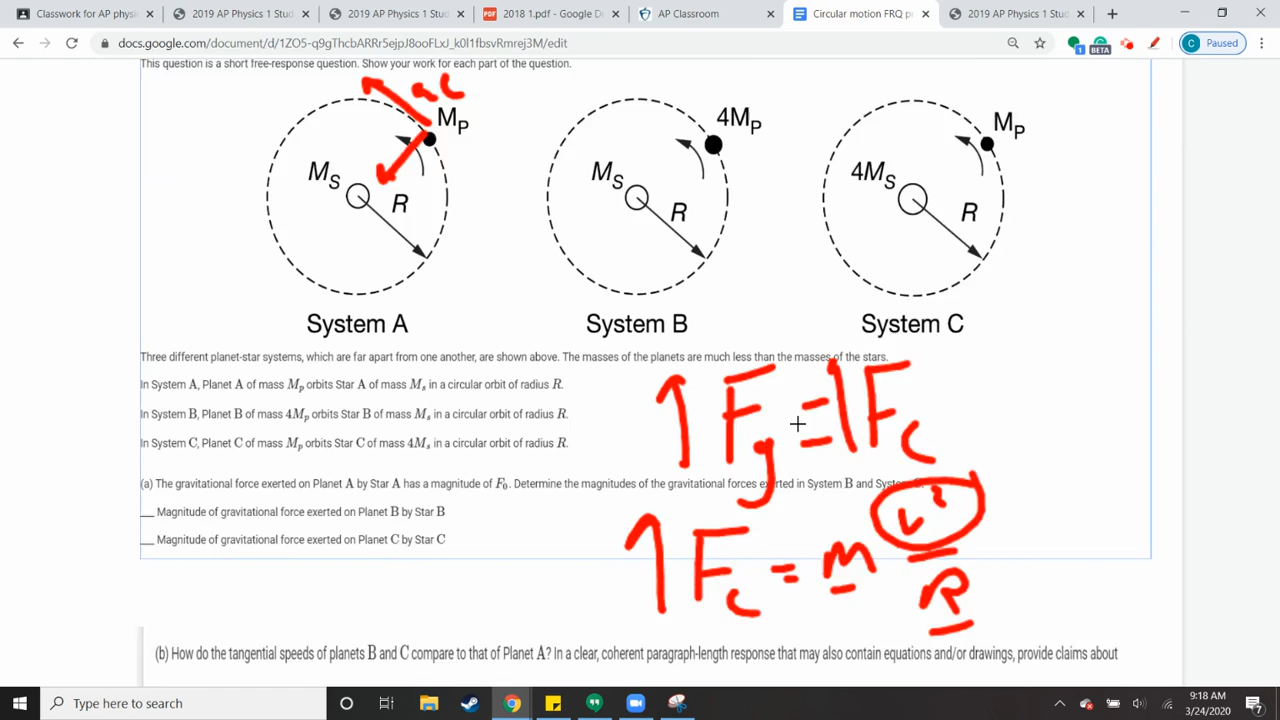 Classwork for AP physi
2019 AP Physics 1 Stud
2019 AP Physics 1 Stud
PDF 2018 1.pdf - Google D
AP Classroom
Circular motion FRQ p
2019 AP Physics 1 Stud
docs.google.com/document/d/1ZO5-q9gThcbARRr5ejpJ8ooFLxJ_k0l1fbsvRmrej3M/edit
1 BETA C Paused
This question is a short free-response question. Show your work for each part of the question.
ac
M_P 4M_P M_P
M_S M_S 4M_S
R R R
System A System B System C
Three different planet-star systems, which are far apart from one another, are shown above. The masses of the planets are much less than the masses of the stars.
In System A, Planet A of mass M_p orbits Star A of mass M_s in a circular orbit of radius R.
In System B, Planet B of mass 4M_p orbits Star B of mass M_s in a circular orbit of radius R.
In System C, Planet C of mass M_p orbits Star C of mass 4M_s in a circular orbit of radius R.
↑ Fg = ↑ Fc
(a) The gravitational force exerted on Planet A by Star A has a magnitude of F_0. Determine the magnitudes of the gravitational forces exerted in System B and System
__ Magnitude of gravitational force exerted on Planet B by Star B
__ Magnitude of gravitational force exerted on Planet C by Star C
↑ Fc = m v²/R
(b) How do the tangential speeds of planets B and C compare to that of Planet A? In a clear, coherent paragraph-length response that may also contain equations and/or drawings, provide claims about
Type here to search
9:18 AM
3/24/2020
7